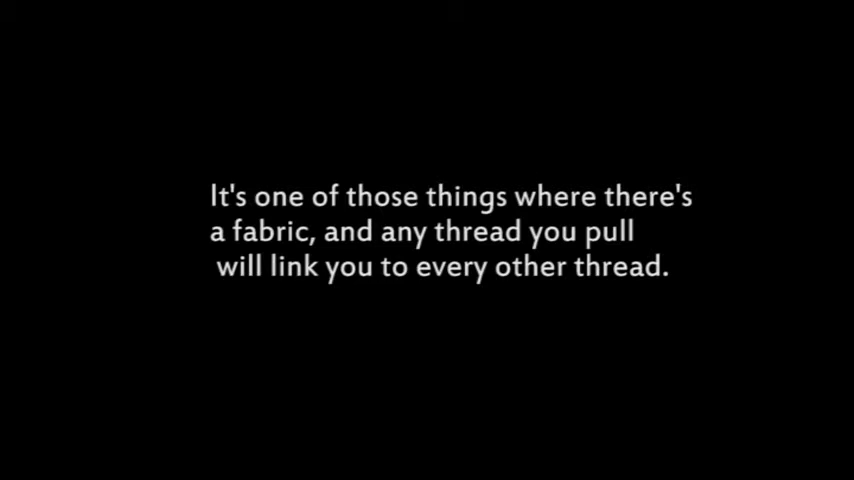 It's one of those things where there's
a fabric, and any thread you pull
will link you to every other thread.